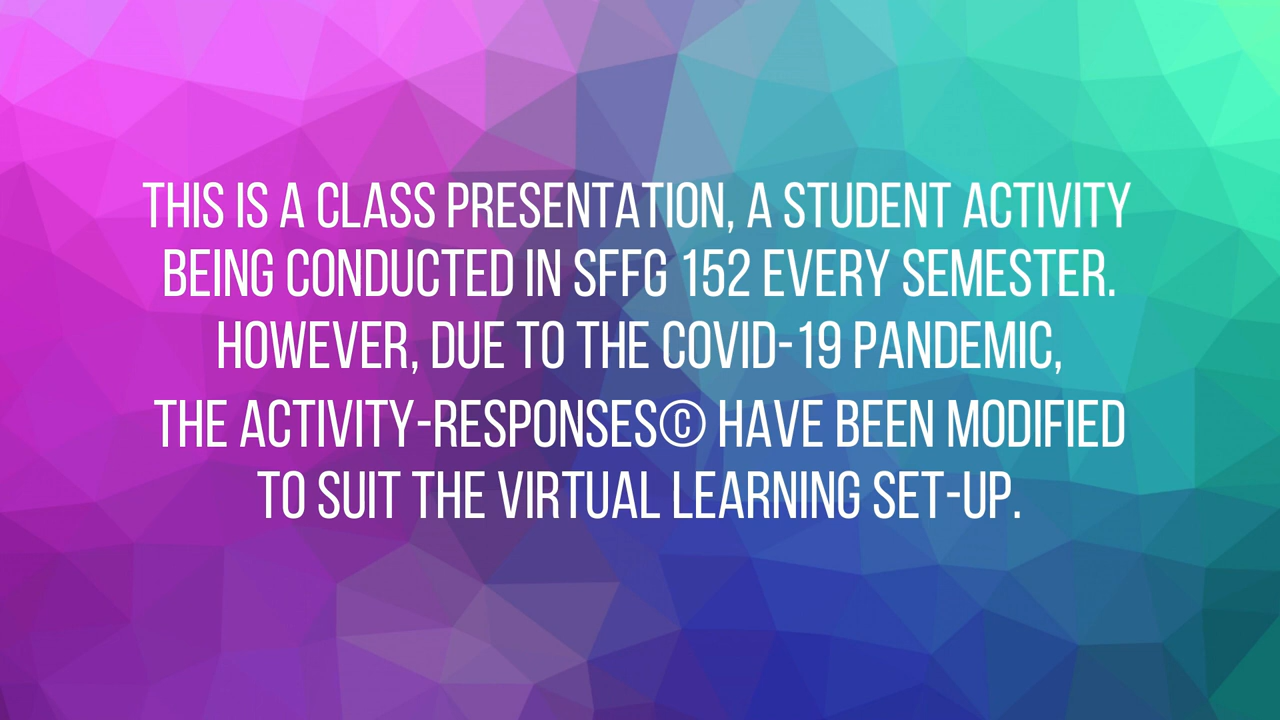 THIS IS A CLASS PRESENTATION, A STUDENT ACTIVITY
BEING CONDUCTED IN SFFG 152 EVERY SEMESTER.
HOWEVER, DUE TO THE COVID-19 PANDEMIC,
THE ACTIVITY-RESPONSES© HAVE BEEN MODIFIED
TO SUIT THE VIRTUAL LEARNING SET-UP.